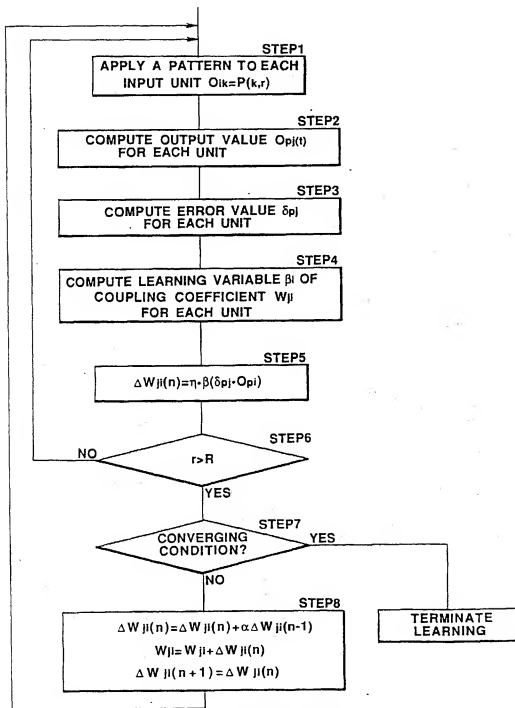 STEP1
APPLY A PATTERN TO EACH
INPUT UNIT Oik=P(k,r)
STEP2
COMPUTE OUTPUT VALUE Opj(t)
FOR EACH UNIT
STEP3
COMPUTE ERROR VALUE δpj
FOR EACH UNIT
STEP4
COMPUTE LEARNING VARIABLE βi OF
COUPLING COEFFICIENT Wji
FOR EACH UNIT
STEP5
ΔWji(n)=η•β(δpj•Opi)
STEP6
NO
r>R
YES
STEP7
CONVERGING
CONDITION?
YES
NO
STEP8
ΔWji(n)=ΔWji(n)+αΔWji(n-1)
Wji=Wji+ΔWji(n)
ΔWji(n+1)=ΔWji(n)
TERMINATE
LEARNING